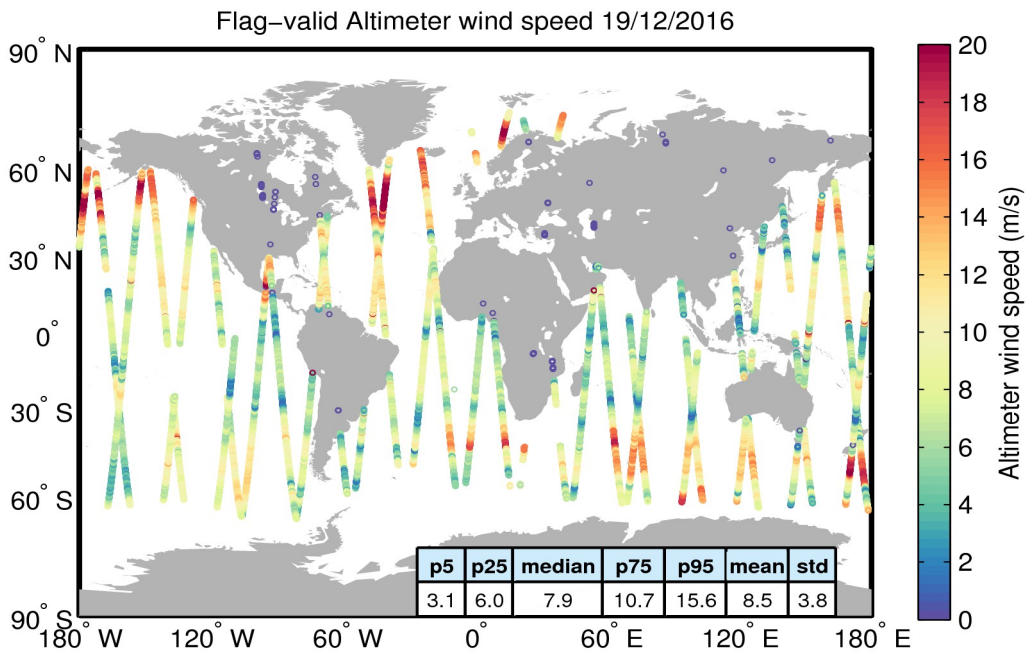 Flag−valid Altimeter wind speed 19/12/2016
90° N
60° N
30° N
0°
30° S
60° S
90° S
180° W
120° W
60° W
0°
60° E
120° E
180° E
p5 p25 median p75 p95 mean std
3.1 6.0 7.9 10.7 15.6 8.5 3.8
20
18
16
14
12
10
8
6
4
2
0
Altimeter wind speed (m/s)